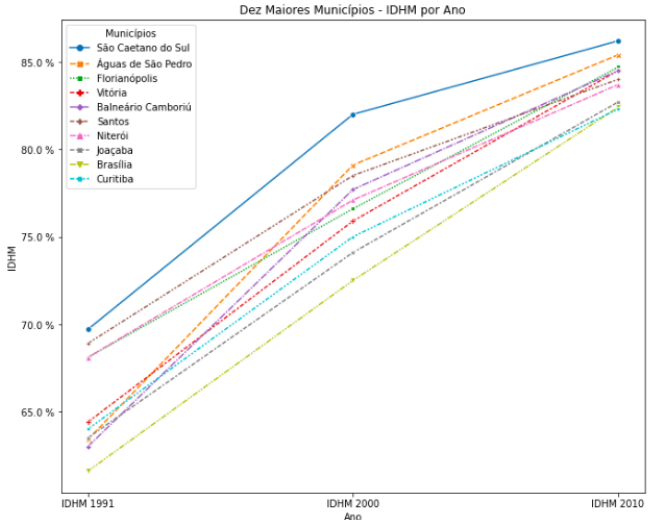 Dez Maiores Municípios - IDHM por Ano
Municípios
São Caetano do Sul
Águas de São Pedro
Florianópolis
Vitória
Balneário Camboriú
Santos
Niterói
Joaçaba
Brasília
Curitiba
85.0 %
80.0 %
75.0 %
70.0 %
65.0 %
IDHM
IDHM 1991
IDHM 2000
IDHM 2010
Ano